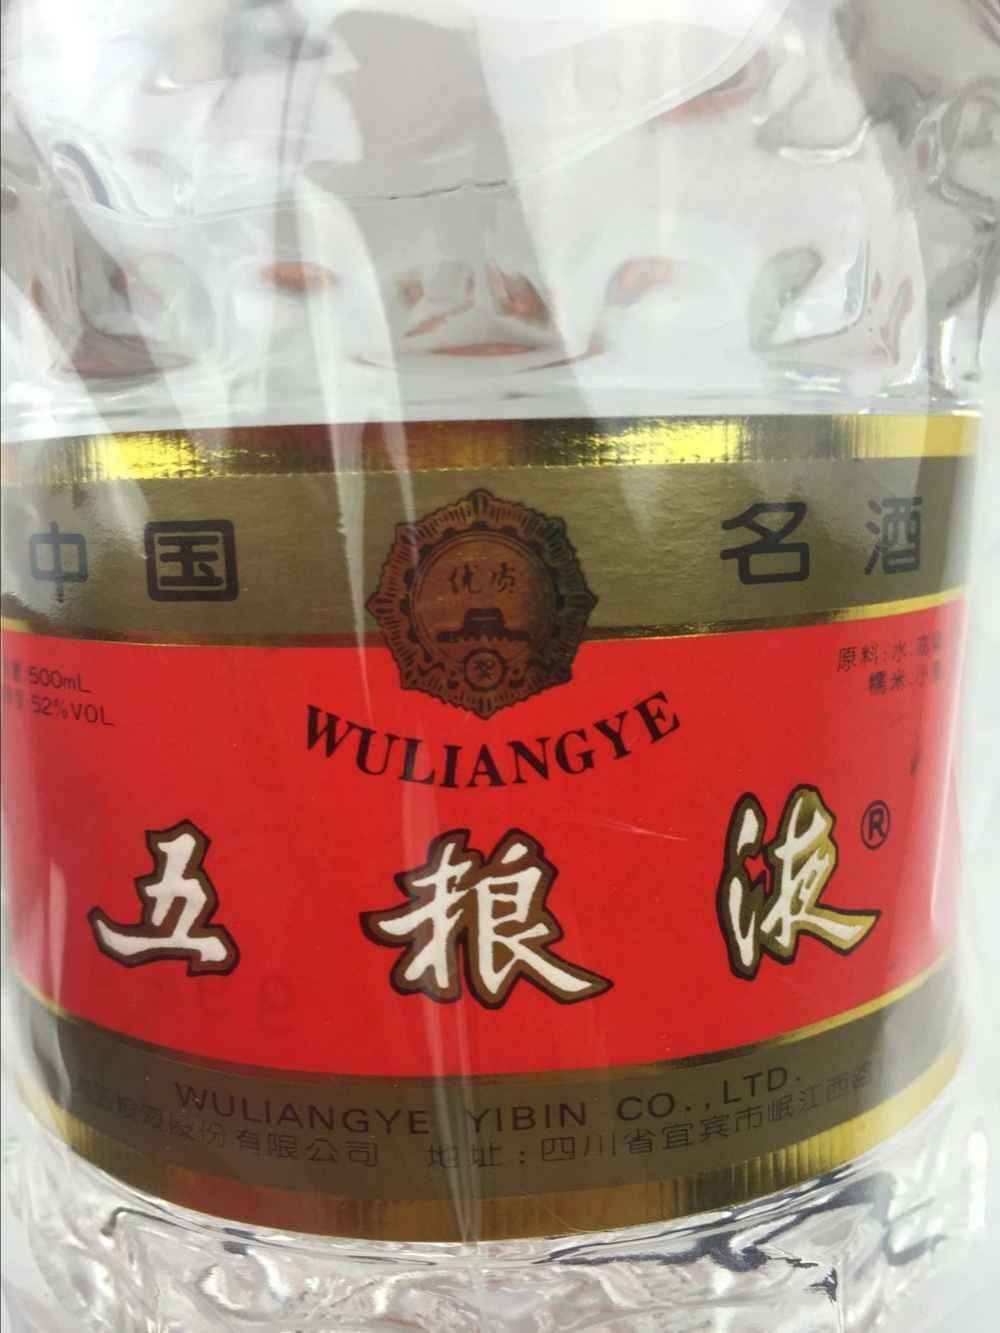 中国 名酒
优质
奖
500mL
52%VOL
原料:水、高
糯米、小
WULIANGYE
五粮液®
WULIANGYE YIBIN CO.,LTD.
股份有限公司 地址:四川省宜宾市岷江西路